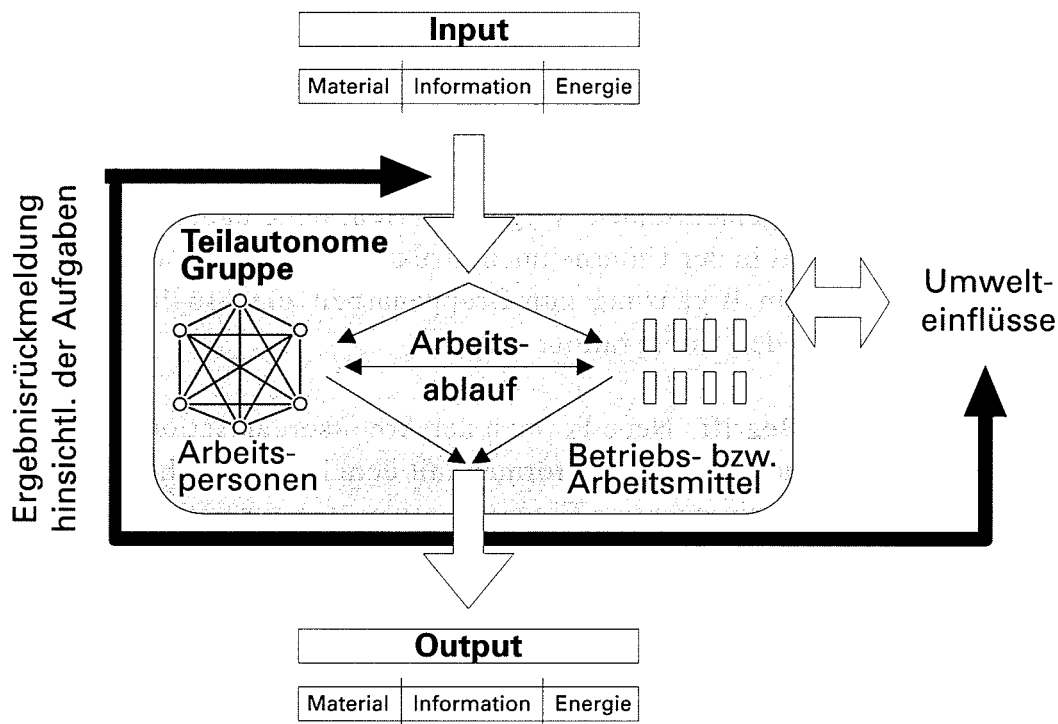 Input
Material Information Energie
Ergebnisrückmeldung
hinsichtl. der Aufgaben
Teilautonome
Gruppe
Arbeits-
ablauf
Arbeits-
personen
Betriebs- bzw.
Arbeitsmittel
Umwelt-
einflüsse
Output
Material Information Energie